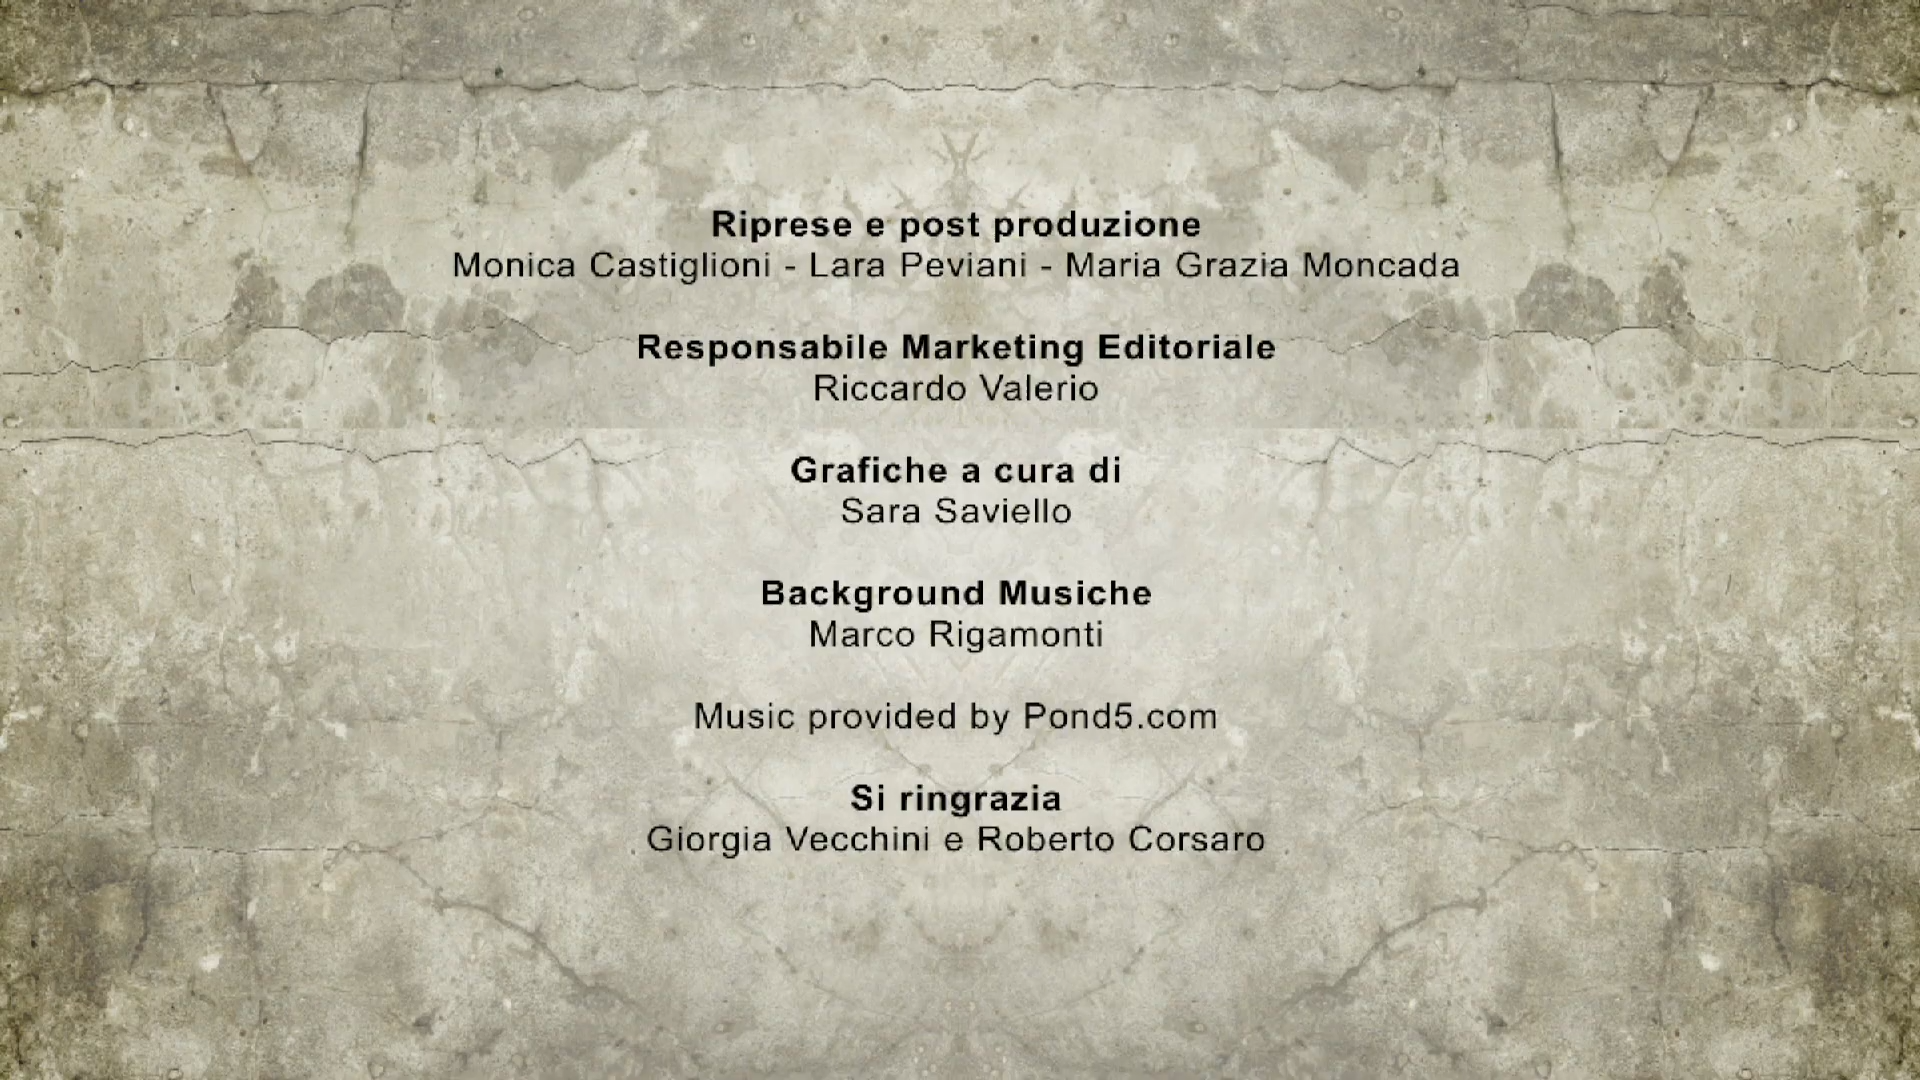 Riprese e post produzione
Monica Castiglioni - Lara Peviani - Maria Grazia Moncada
Responsabile Marketing Editoriale
Riccardo Valerio
Grafiche a cura di
Sara Saviello
Background Musiche
Marco Rigamonti
Music provided by Pond5.com
Si ringrazia
Giorgia Vecchini e Roberto Corsaro